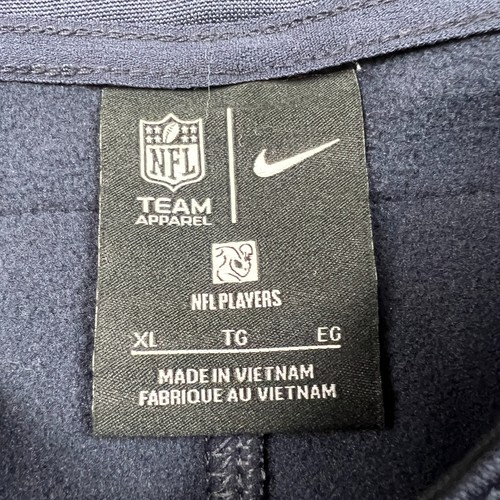 NFL
TEAM
APPAREL
NFL PLAYERS
XL TG EG
MADE IN VIETNAM
FABRIQUE AU VIETNAM